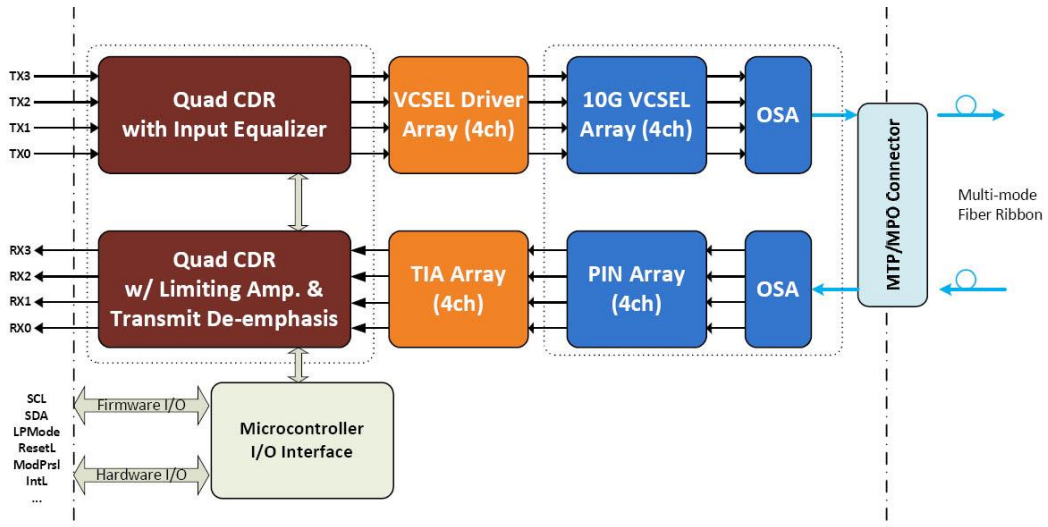 TX3
TX2
TX1
TX0
Quad CDR
with Input Equalizer
VCSEL Driver
Array (4ch)
10G VCSEL
Array (4ch)
OSA
MTP/MPO Connector
Multi-mode
Fiber Ribbon
RX3
RX2
RX1
RX0
Quad CDR
w/ Limiting Amp. &
Transmit De-emphasis
TIA Array
(4ch)
PIN Array
(4ch)
OSA
SCL
SDA
LPMode
ResetL
ModPrsl
IntL
...
Firmware I/O
Hardware I/O
Microcontroller
I/O Interface